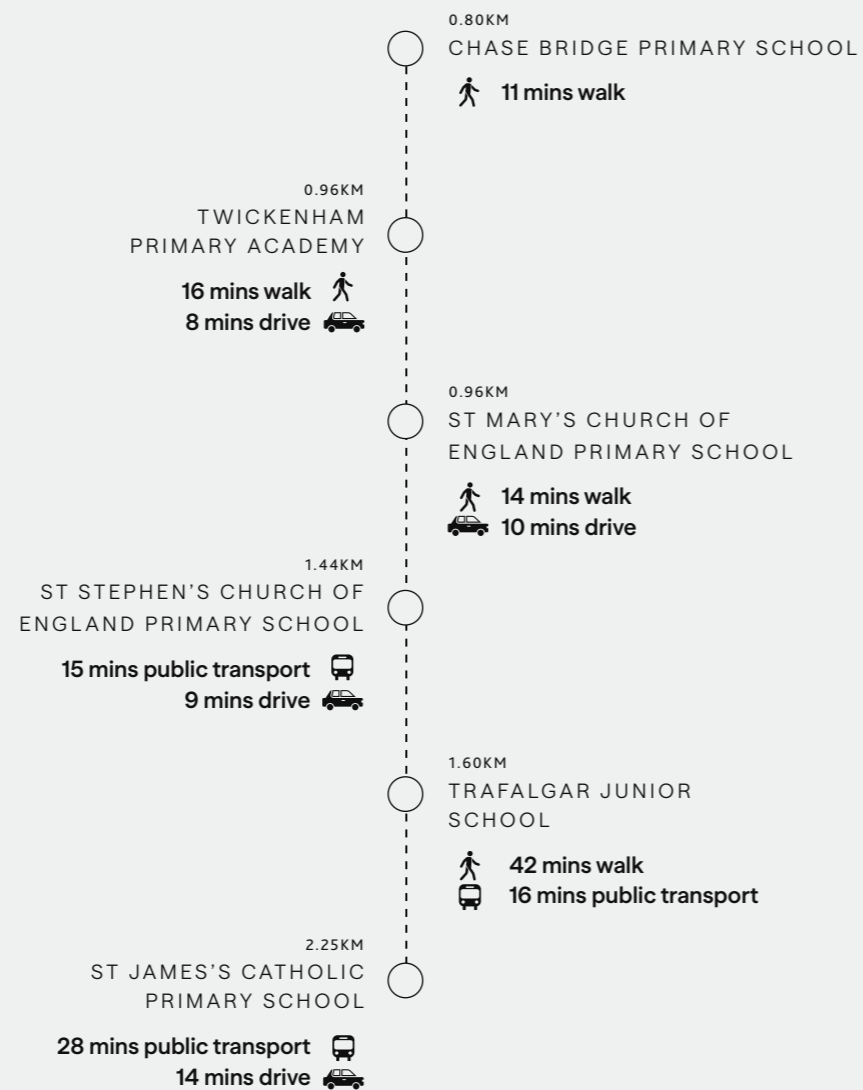 0.80KM
CHASE BRIDGE PRIMARY SCHOOL
11 mins walk
0.96KM
TWICKENHAM
PRIMARY ACADEMY
16 mins walk
8 mins drive
0.96KM
ST MARY’S CHURCH OF
ENGLAND PRIMARY SCHOOL
14 mins walk
10 mins drive
1.44KM
ST STEPHEN’S CHURCH OF
ENGLAND PRIMARY SCHOOL
15 mins public transport
9 mins drive
1.60KM
TRAFALGAR JUNIOR
SCHOOL
42 mins walk
16 mins public transport
2.25KM
ST JAMES’S CATHOLIC
PRIMARY SCHOOL
28 mins public transport
14 mins drive